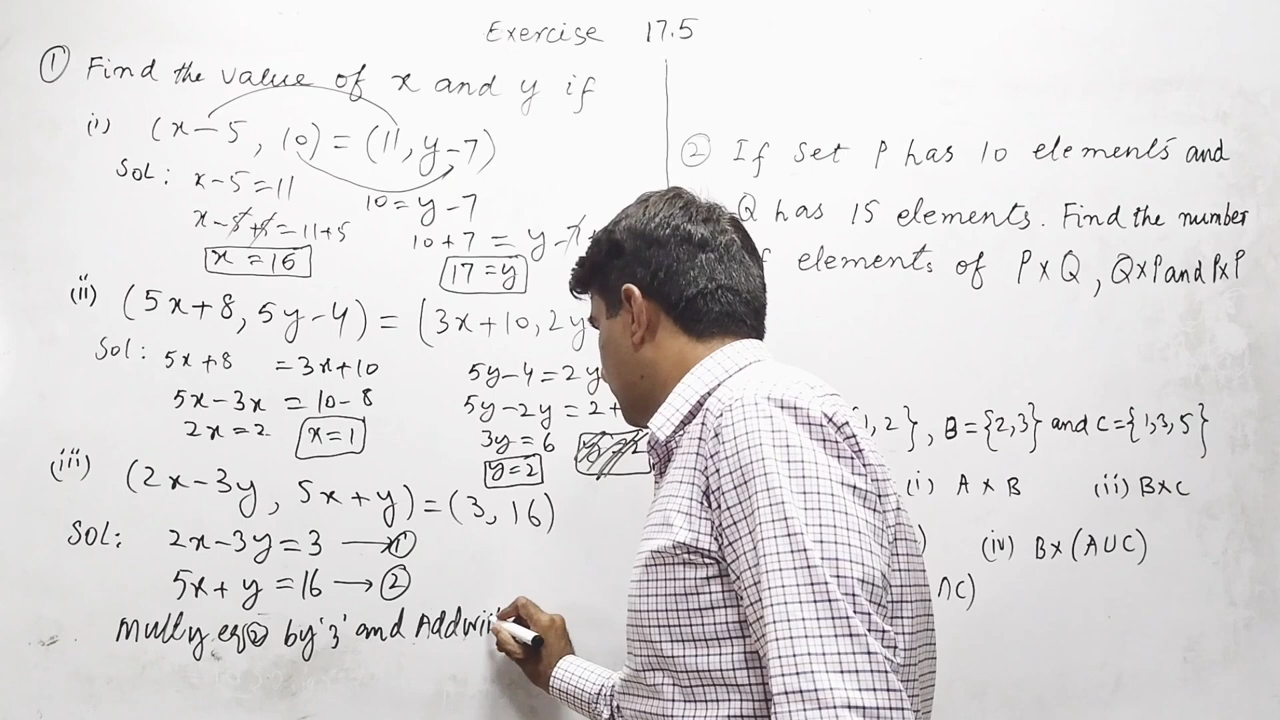 Exercise 17.5
① Find the value of x and y if
(i) (x-5, 10) = (11, y-7)
Sol: x-5=11
x-5+5=11+5
x=16
10=y-7
10+7=y-7+
17=y
(ii) (5x+8, 5y-4) = (3x+10, 2y
Sol: 5x+8 =3x+10
5x-3x =10-8
2x=2 x=1
5y-4=2y
5y-2y=2+
3y=6
y=2
(iii) (2x-3y, 5x+y)=(3, 16)
Sol: 2x-3y=3 →①
5x+y=16 →②
by '3' and Add
② If set P has 10 elements and
Q has 15 elements. Find the number
elements of PxQ, QxP and PxP
1,2}, B={2,3} and C={1,3,5}
(i) A×B (ii) B×C
) (iv) B×(A∪C)
∩C)